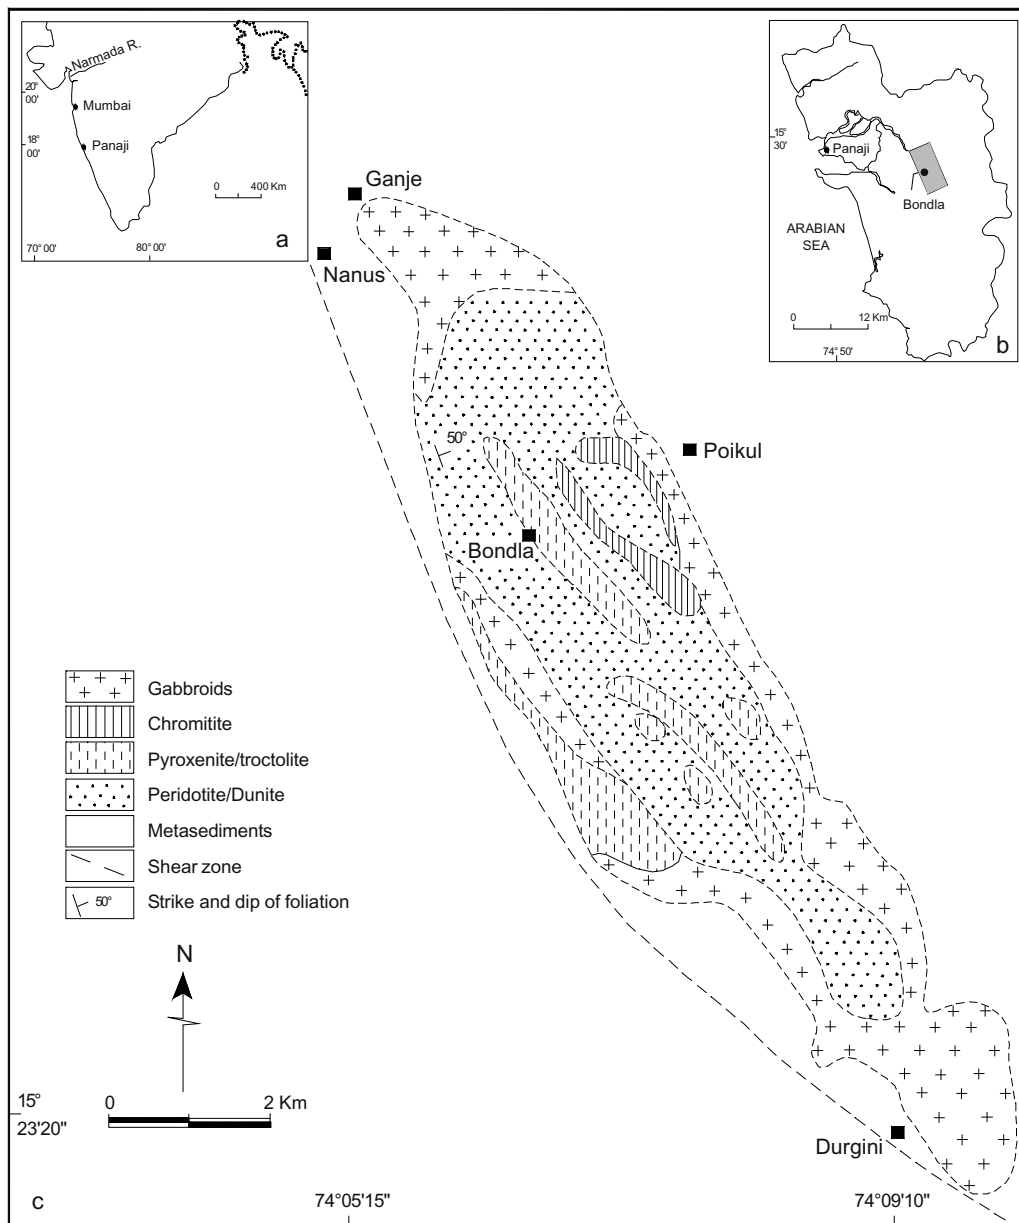 Narmada R.
20°
00'
Mumbai
18°
00'
Panaji
0 400 Km
a
70° 00'
80° 00'
15°
30'
Panaji
Bondla
ARABIAN
SEA
0 12 Km
74° 50'
b
Ganje
Nanus
50°
Poikul
Bondla
Gabbroids
Chromitite
Pyroxenite/troctolite
Peridotite/Dunite
Metasediments
Shear zone
50°
Strike and dip of foliation
N
0 2 Km
15°
23'20"
Durgini
c
74°05'15"
74°09'10"